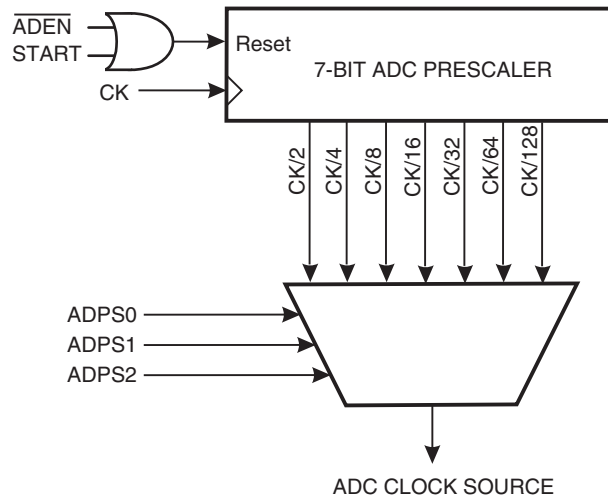 ADEN
START
Reset
7-BIT ADC PRESCALER
CK
CK/2
CK/4
CK/8
CK/16
CK/32
CK/64
CK/128
ADPS0
ADPS1
ADPS2
ADC CLOCK SOURCE